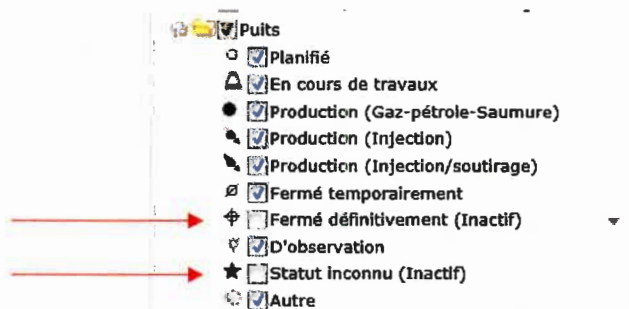 Puits
Planifié
En cours de travaux
Production (Gaz-pétrole-Saumure)
Production (Injection)
Production (Injection/soutirage)
Fermé temporairement
Fermé définitivement (Inactif)
D'observation
Statut inconnu (Inactif)
Autre